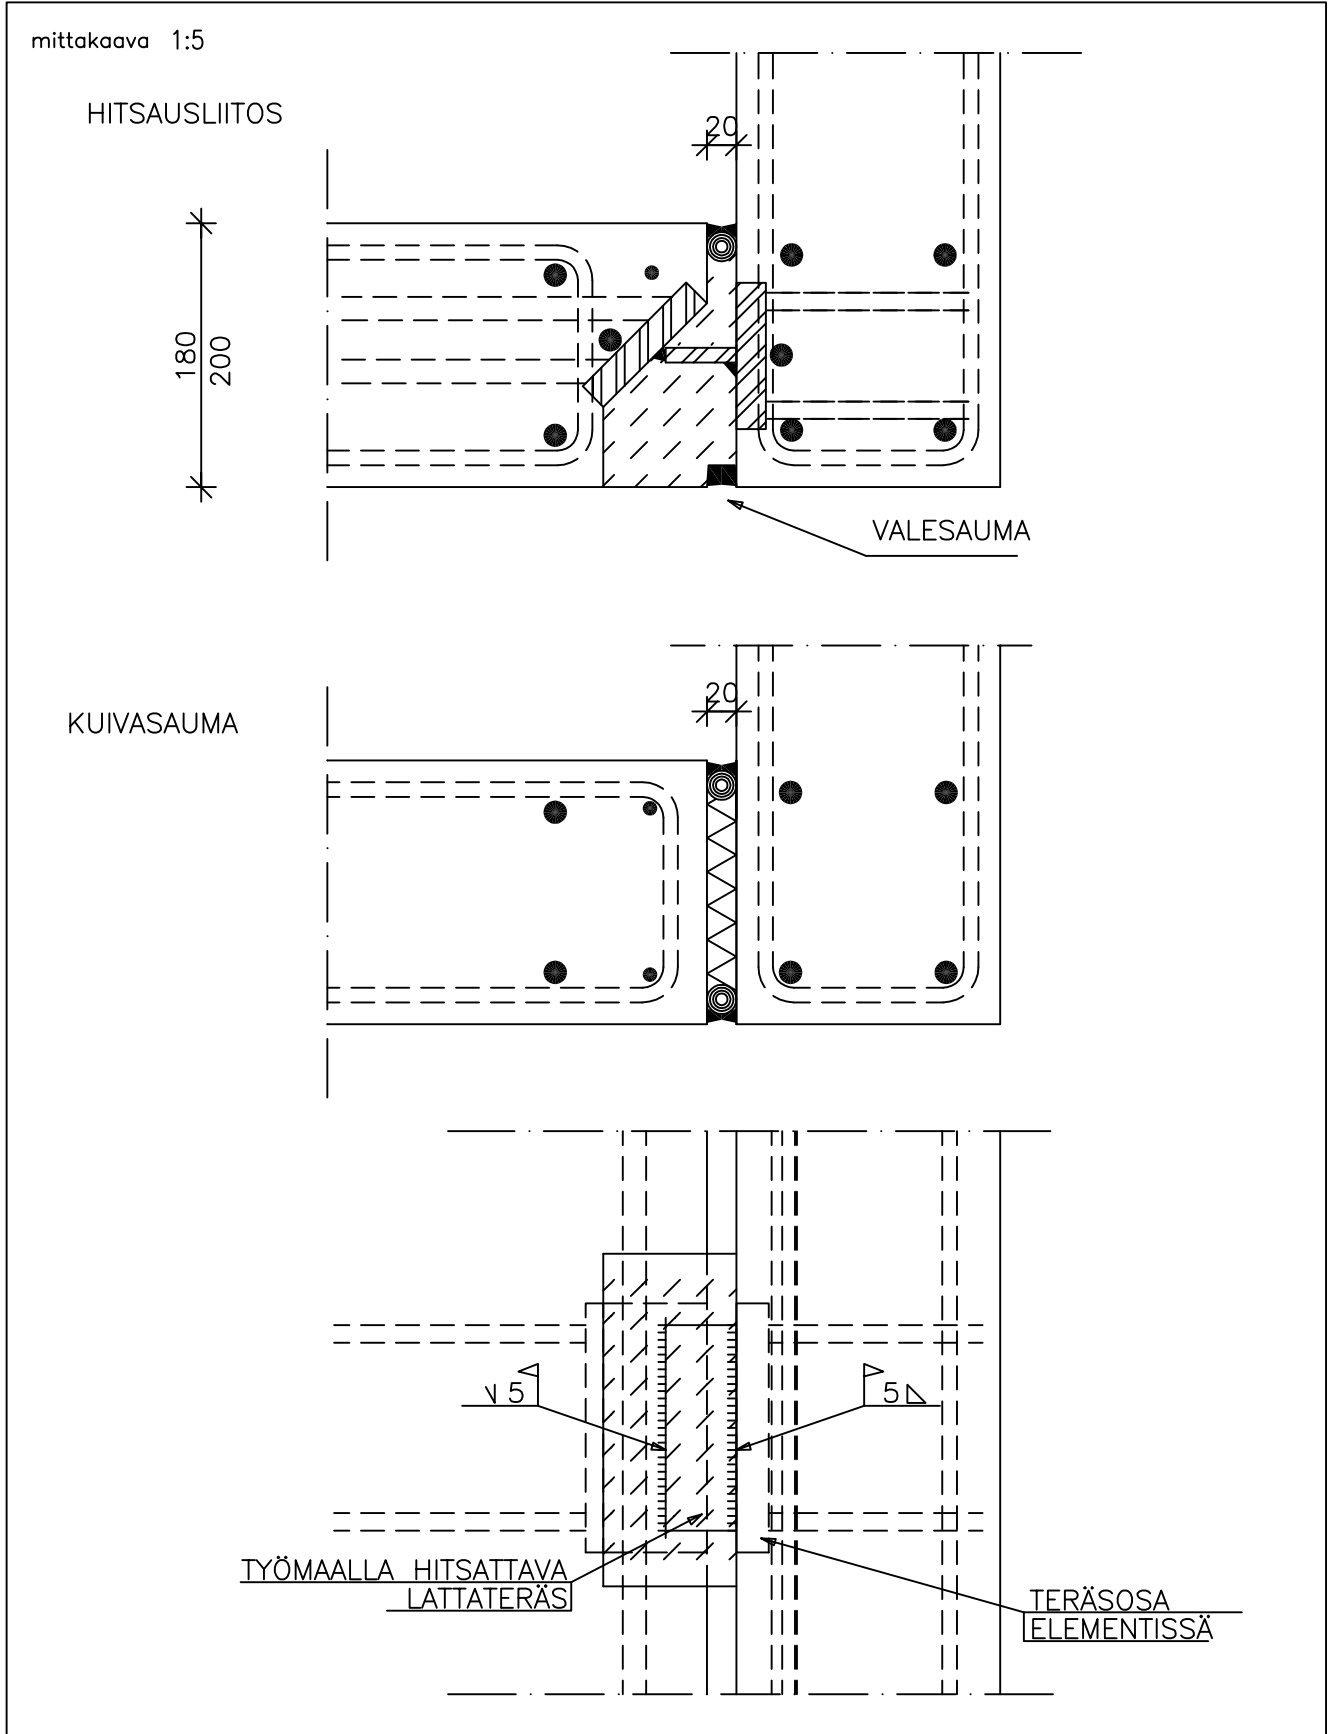 mittakaava 1:5
HITSAUSLIITOS
20
180
200
VALESAUMA
20
KUIVASAUMA
5
5
TYÖMAALLA HITSATTAVA
LATTATERÄS
TERÄSOSA
ELEMENTISSÄ